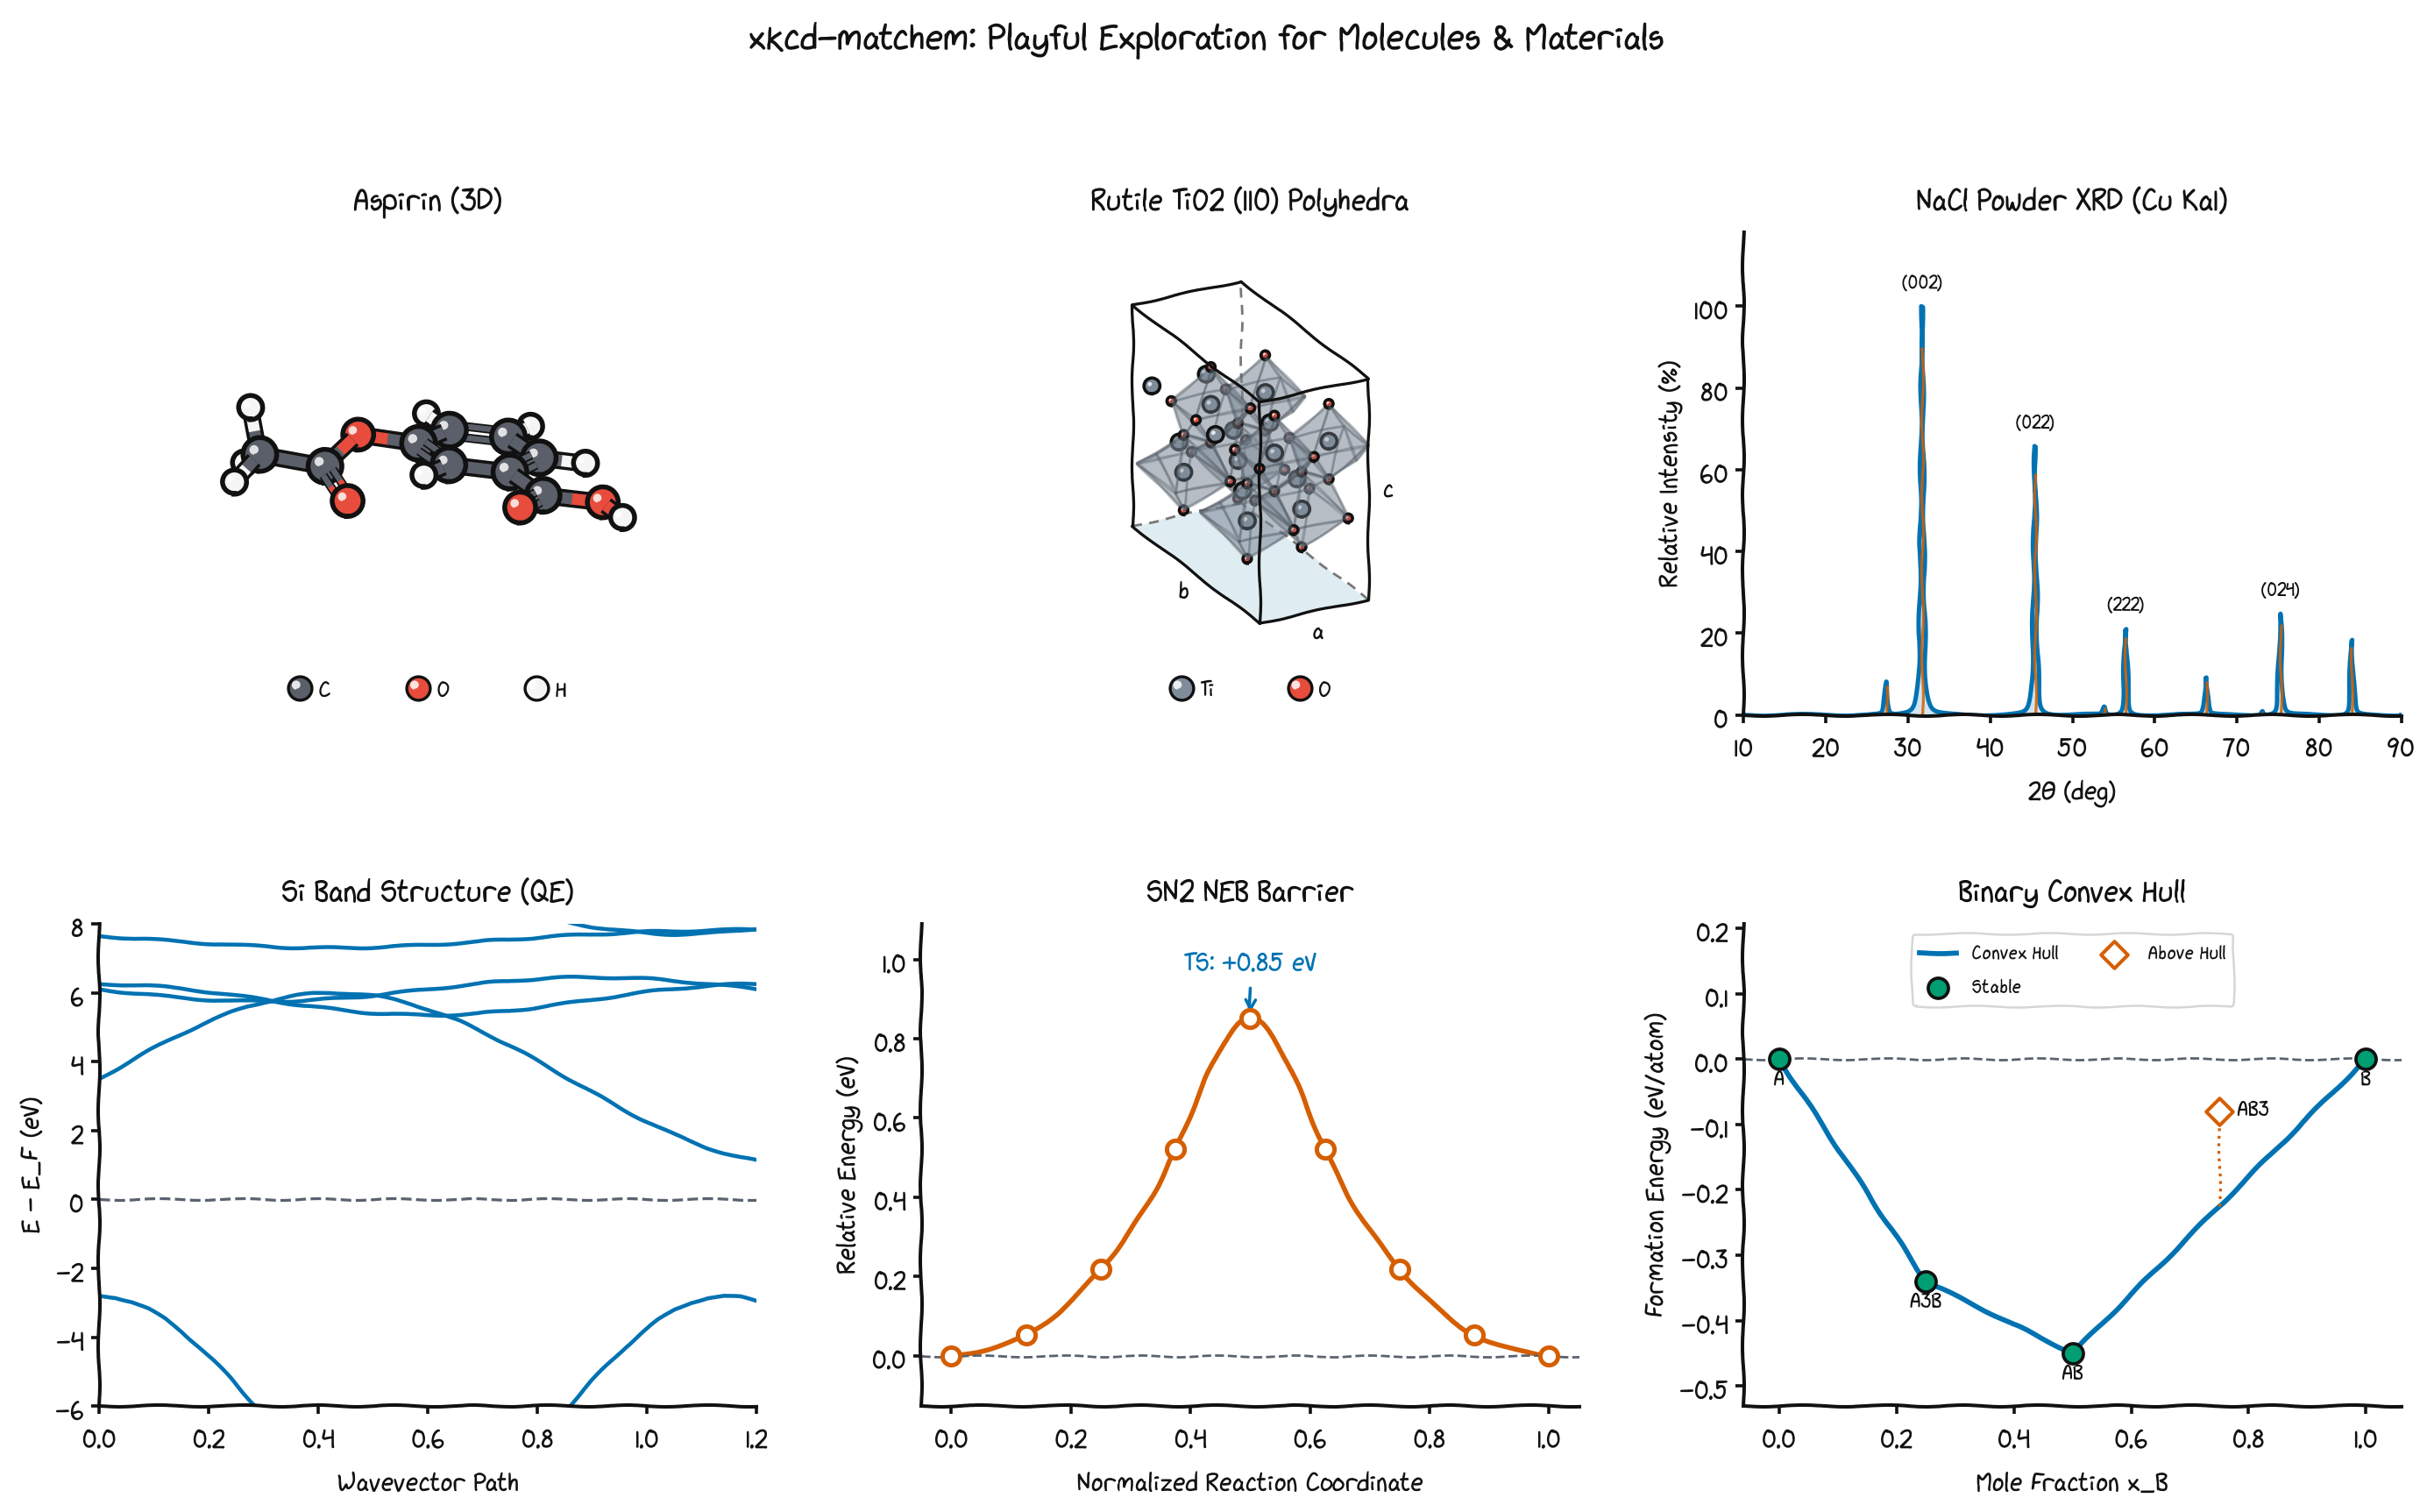 xkcd-matchem: Playful Exploration for Molecules & Materials
Aspirin (3D)
C
O
H
Rutile TiO2 (110) Polyhedra
c
b
a
Ti
O
NaCl Powder XRD (Cu Ka1)
Relative Intensity (%)
100
80
60
40
20
0
(002)
(022)
(222)
(024)
10 20 30 40 50 60 70 80 90
2θ (deg)
Si Band Structure (QE)
E - E_F (eV)
8
6
4
2
0
−2
−4
−6
0.0 0.2 0.4 0.6 0.8 1.0 1.2
Wavevector Path
SN2 NEB Barrier
Relative Energy (eV)
1.0
0.8
0.6
0.4
0.2
0.0
TS: +0.85 eV
0.0 0.2 0.4 0.6 0.8 1.0
Normalized Reaction Coordinate
Binary Convex Hull
Formation Energy (eV/atom)
0.2
0.1
0.0
−0.1
−0.2
−0.3
−0.4
−0.5
Convex Hull
Above Hull
Stable
A
B
AB3
A3B
AB
0.0 0.2 0.4 0.6 0.8 1.0
Mole Fraction x_B